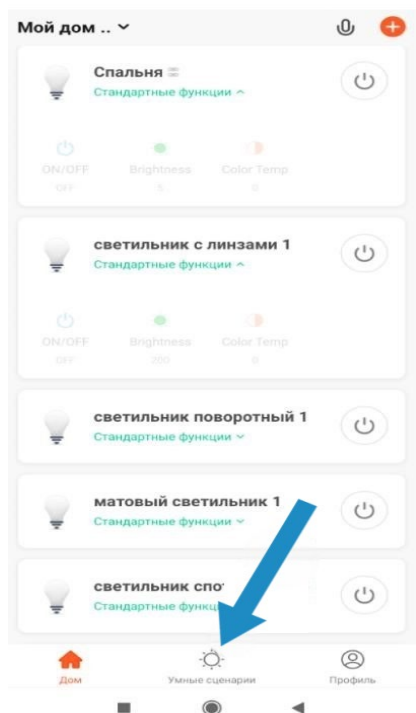 Мой дом ..
Спальня
Стандартные функции
ON/OFF Brightness Color Temp
OFF 0
светильник с линзами 1
Стандартные функции
ON/OFF Brightness Color Temp
OFF 200 0
светильник поворотный 1
Стандартные функции
матовый светильник 1
Стандартные функции
светильник
Стандартные
Дом Умные сценарии Профиль